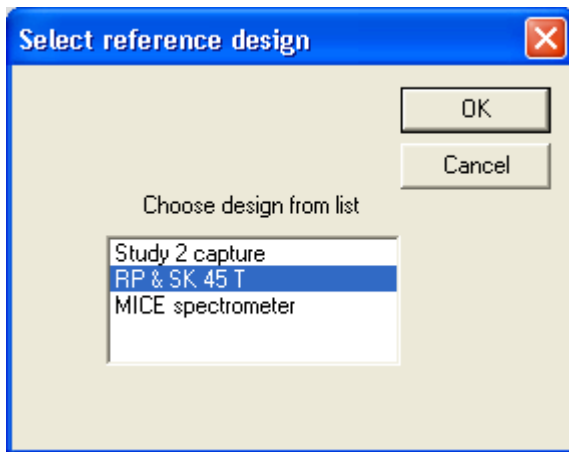 Select reference design
OK
Cancel
Choose design from list
Study 2 capture
RP & SK 45 T
MICE spectrometer